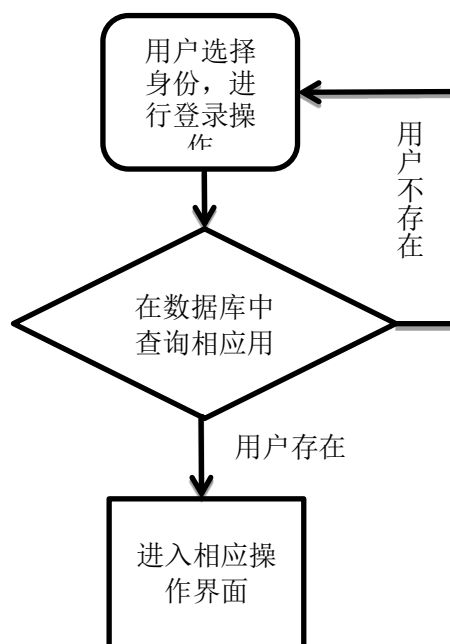 用户选择
身份，进
行登录操
作
用户不存在
在数据库中
查询相应用
用户存在
进入相应操
作界面